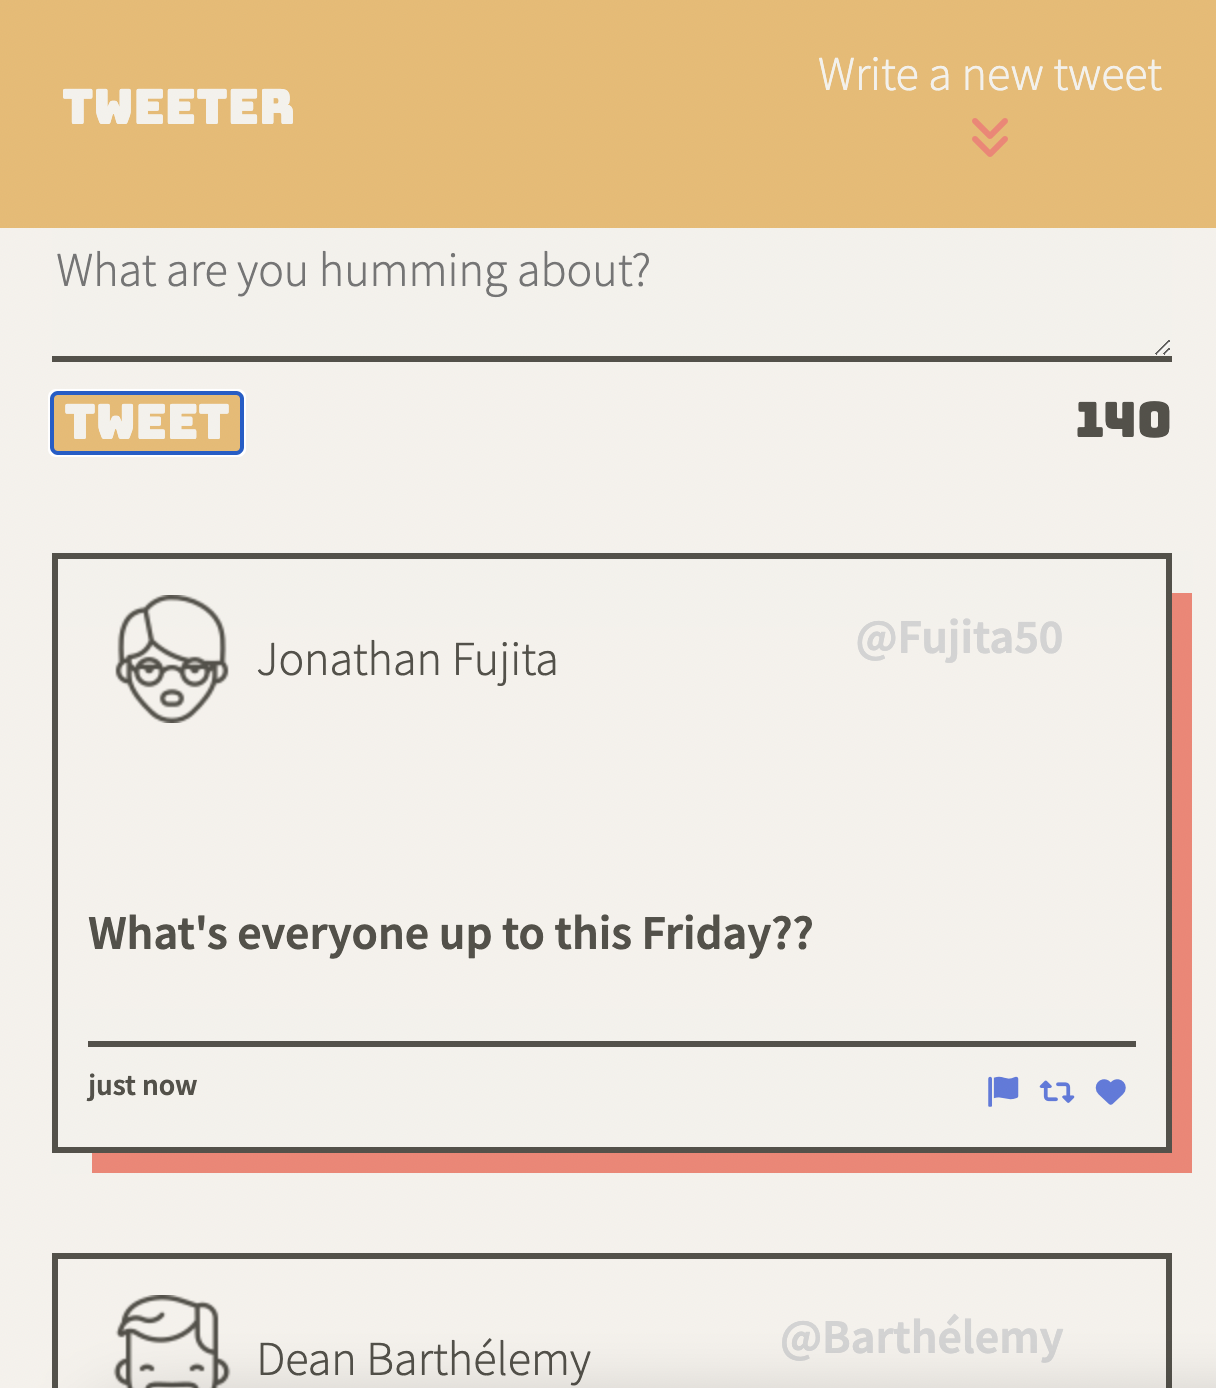 TWEETER
Write a new tweet
What are you humming about?
TWEET
140
Jonathan Fujita
@Fujita50
What's everyone up to this Friday??
just now
Dean Barthélemy
@Barthélemy